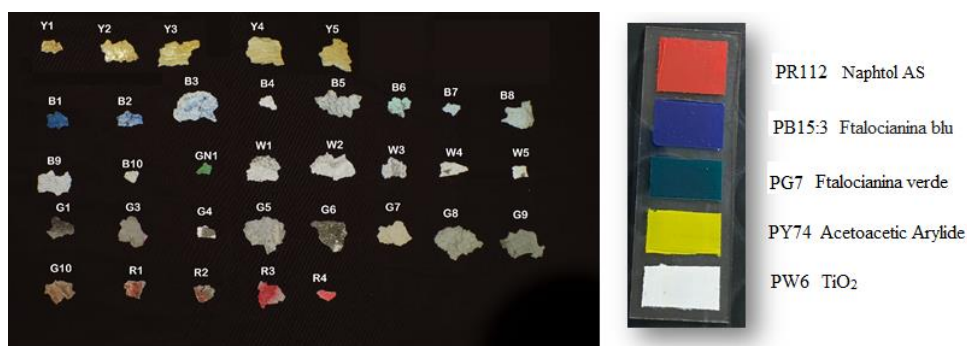 Y1 Y2 Y3 Y4 Y5
B1 B2 B3 B4 B5 B6 B7 B8
B9 B10 GN1 W1 W2 W3 W4 W5
G1 G3 G4 G5 G6 G7 G8 G9
G10 R1 R2 R3 R4
PR112 Naphtol AS
PB15:3 Ftalocianina blu
PG7 Ftalocianina verde
PY74 Acetoacetic Arylide
PW6 TiO₂